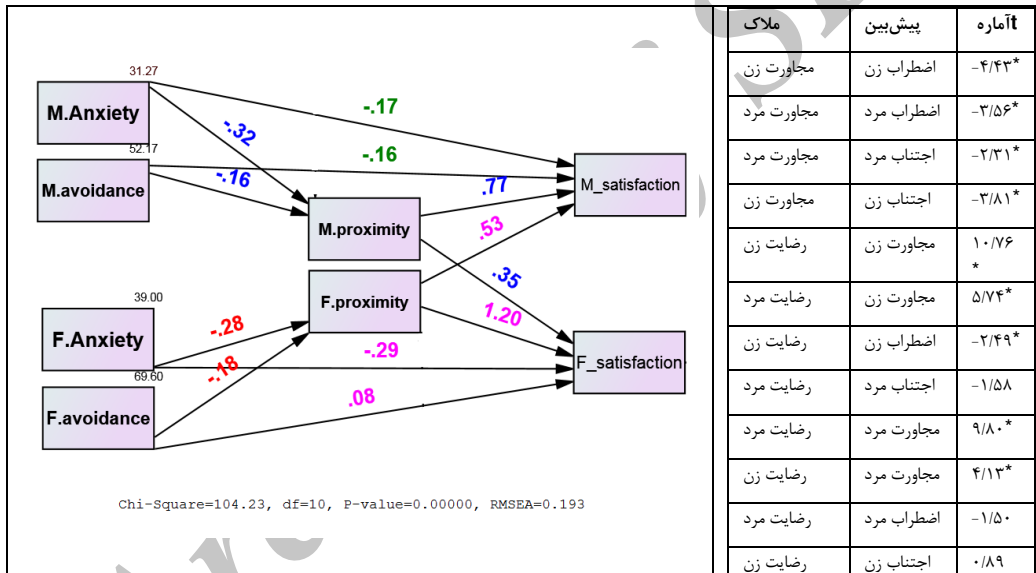 31.27
M.Anxiety
-.17
-.32
52.17
-.16
M.avoidance
-.16
M_satisfaction
.77
M.proximity
.53
.35
F.proximity
39.00
1.20
-.28
F.Anxiety
-.29
F_satisfaction
69.60
-.18
.08
F.avoidance
Chi-Square=104.23, df=10, P-value=0.00000, RMSEA=0.193
ملاک پیش‌بین آماره t
مجاورت زن اضطراب زن -۴/۴۳*
مجاورت مرد اضطراب مرد -۳/۵۶*
مجاورت مرد اجتناب مرد -۲/۳۱*
مجاورت زن اجتناب زن -۳/۸۱*
رضایت زن مجاورت زن ۱۰/۷۶
*
رضایت مرد مجاورت زن ۵/۷۴*
رضایت زن اضطراب زن -۲/۴۹*
رضایت مرد اجتناب مرد -۱/۵۸
رضایت مرد مجاورت مرد ۹/۸۰*
رضایت زن مجاورت مرد ۴/۱۳*
رضایت مرد اضطراب مرد -۱/۵۰
رضایت زن اجتناب زن ۰/۸۹